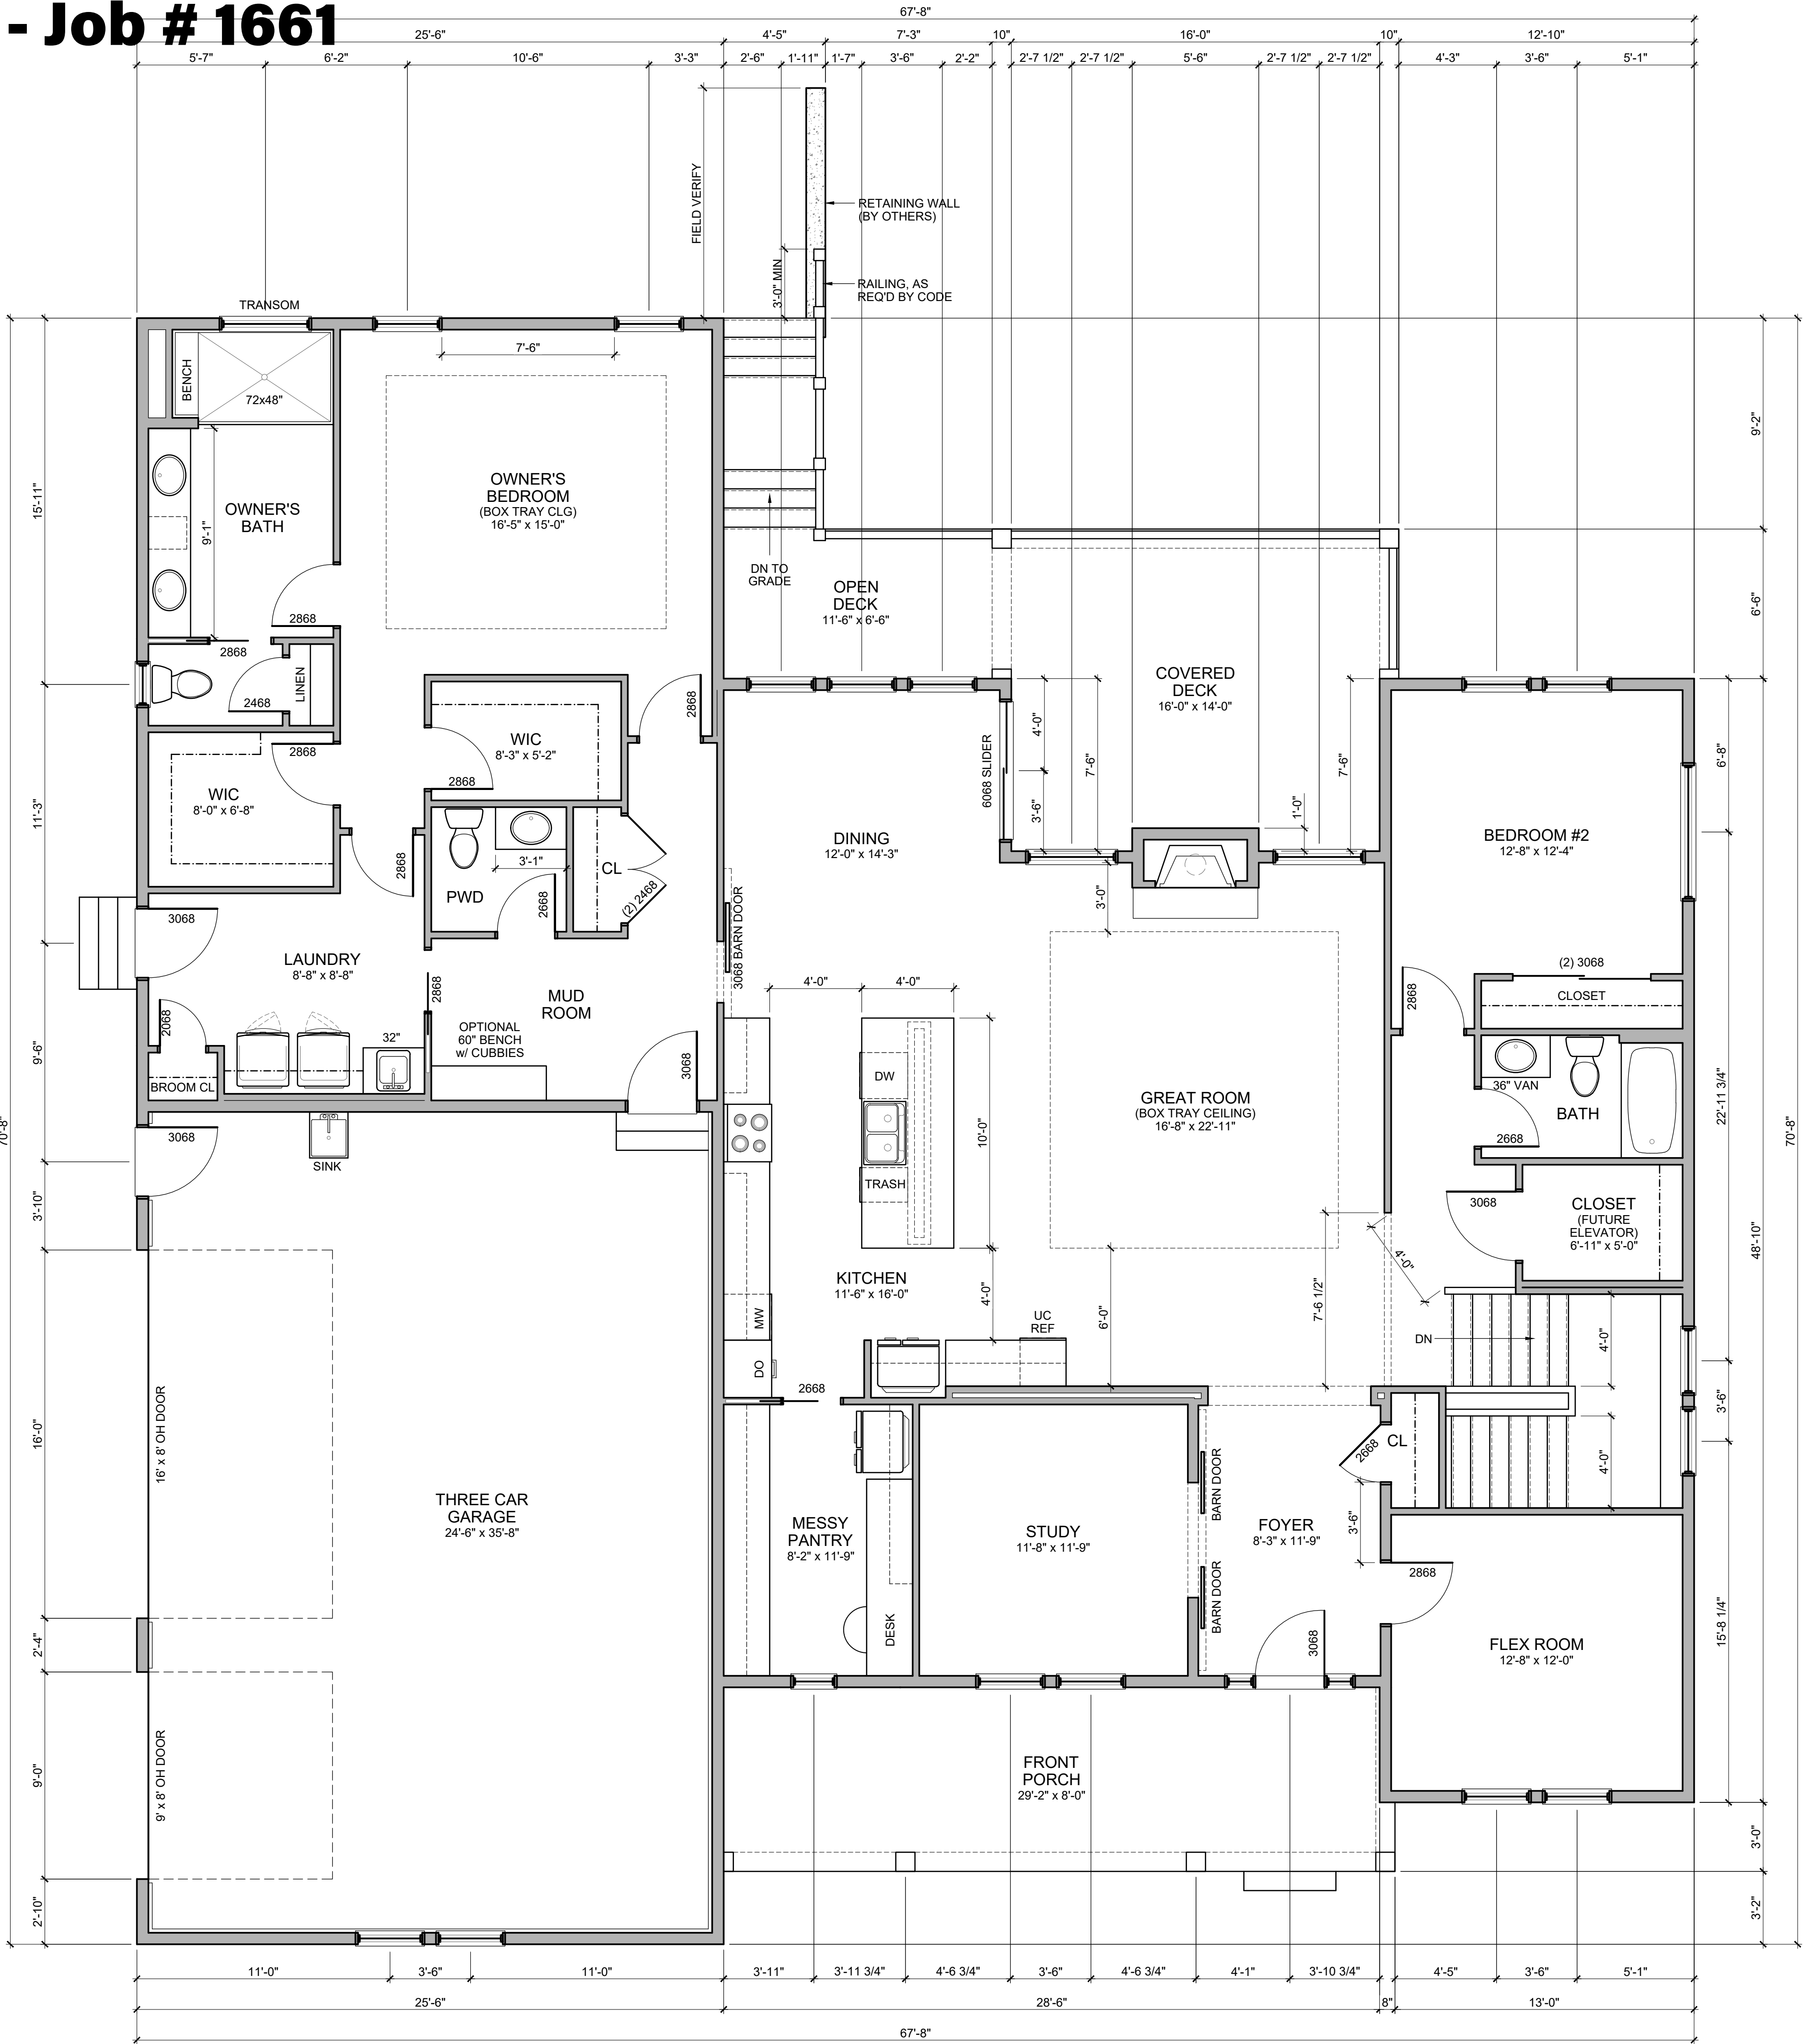 - Job # 1661
67'-8"
25'-6"
4'-5"
7'-3"
10"
16'-0"
10"
12'-10"
5'-7"
6'-2"
10'-6"
3'-3"
2'-6"
1'-11"
1'-7"
3'-6"
2'-2"
2'-7 1/2"
2'-7 1/2"
5'-6"
2'-7 1/2"
2'-7 1/2"
4'-3"
3'-6"
5'-1"
FIELD VERIFY
RETAINING WALL
(BY OTHERS)
3'-0" MIN
RAILING, AS
REQ'D BY CODE
TRANSOM
7'-6"
BENCH
72x48"
OWNER'S
BATH
9'-1"
OWNER'S
BEDROOM
(BOX TRAY CLG)
16'-5" x 15'-0"
2868
2868
2468
LINEN
DN TO
GRADE
OPEN
DECK
11'-6" x 6'-6"
COVERED
DECK
16'-0" x 14'-0"
9'-2"
6'-6"
15'-11"
11'-3"
9'-6"
3'-10"
16'-0"
2'-4"
9'-0"
2'-10"
70'-8"
WIC
8'-3" x 5'-2"
2868
2868
WIC
8'-0" x 6'-8"
2868
2868
3'-1"
PWD
2668
CL
(2) 2468
3068 BARN DOOR
6068 SLIDER
4'-0"
3'-6"
7'-6"
7'-6"
1'-0"
3'-0"
DINING
12'-0" x 14'-3"
BEDROOM #2
12'-8" x 12'-4"
6'-8"
3068
LAUNDRY
8'-8" x 8'-8"
2868
MUD
ROOM
OPTIONAL
60" BENCH
w/ CUBBIES
2068
32"
BROOM CL
3068
4'-0"
4'-0"
DW
TRASH
10'-0"
GREAT ROOM
(BOX TRAY CEILING)
16'-8" x 22'-11"
2868
(2) 3068
CLOSET
36" VAN
BATH
2668
22'-11 3/4"
3068
CLOSET
(FUTURE
ELEVATOR)
6'-11" x 5'-0"
48'-10"
70'-8"
3068
SINK
KITCHEN
11'-6" x 16'-0"
4'-0"
UC
REF
6'-0"
7'-6 1/2"
4'-0"
DN
4'-0"
4'-0"
3'-6"
MW
DO
2668
16' x 8' OH DOOR
THREE CAR
GARAGE
24'-6" x 35'-8"
9' x 8' OH DOOR
MESSY
PANTRY
8'-2" x 11'-9"
DESK
STUDY
11'-8" x 11'-9"
BARN DOOR
BARN DOOR
FOYER
8'-3" x 11'-9"
3068
2668
CL
3'-6"
2868
FLEX ROOM
12'-8" x 12'-0"
15'-8 1/4"
FRONT
PORCH
29'-2" x 8'-0"
3'-0"
3'-2"
11'-0"
3'-6"
11'-0"
3'-11"
3'-11 3/4"
4'-6 3/4"
3'-6"
4'-6 3/4"
4'-1"
3'-10 3/4"
4'-5"
3'-6"
5'-1"
25'-6"
28'-6"
8"
13'-0"
67'-8"